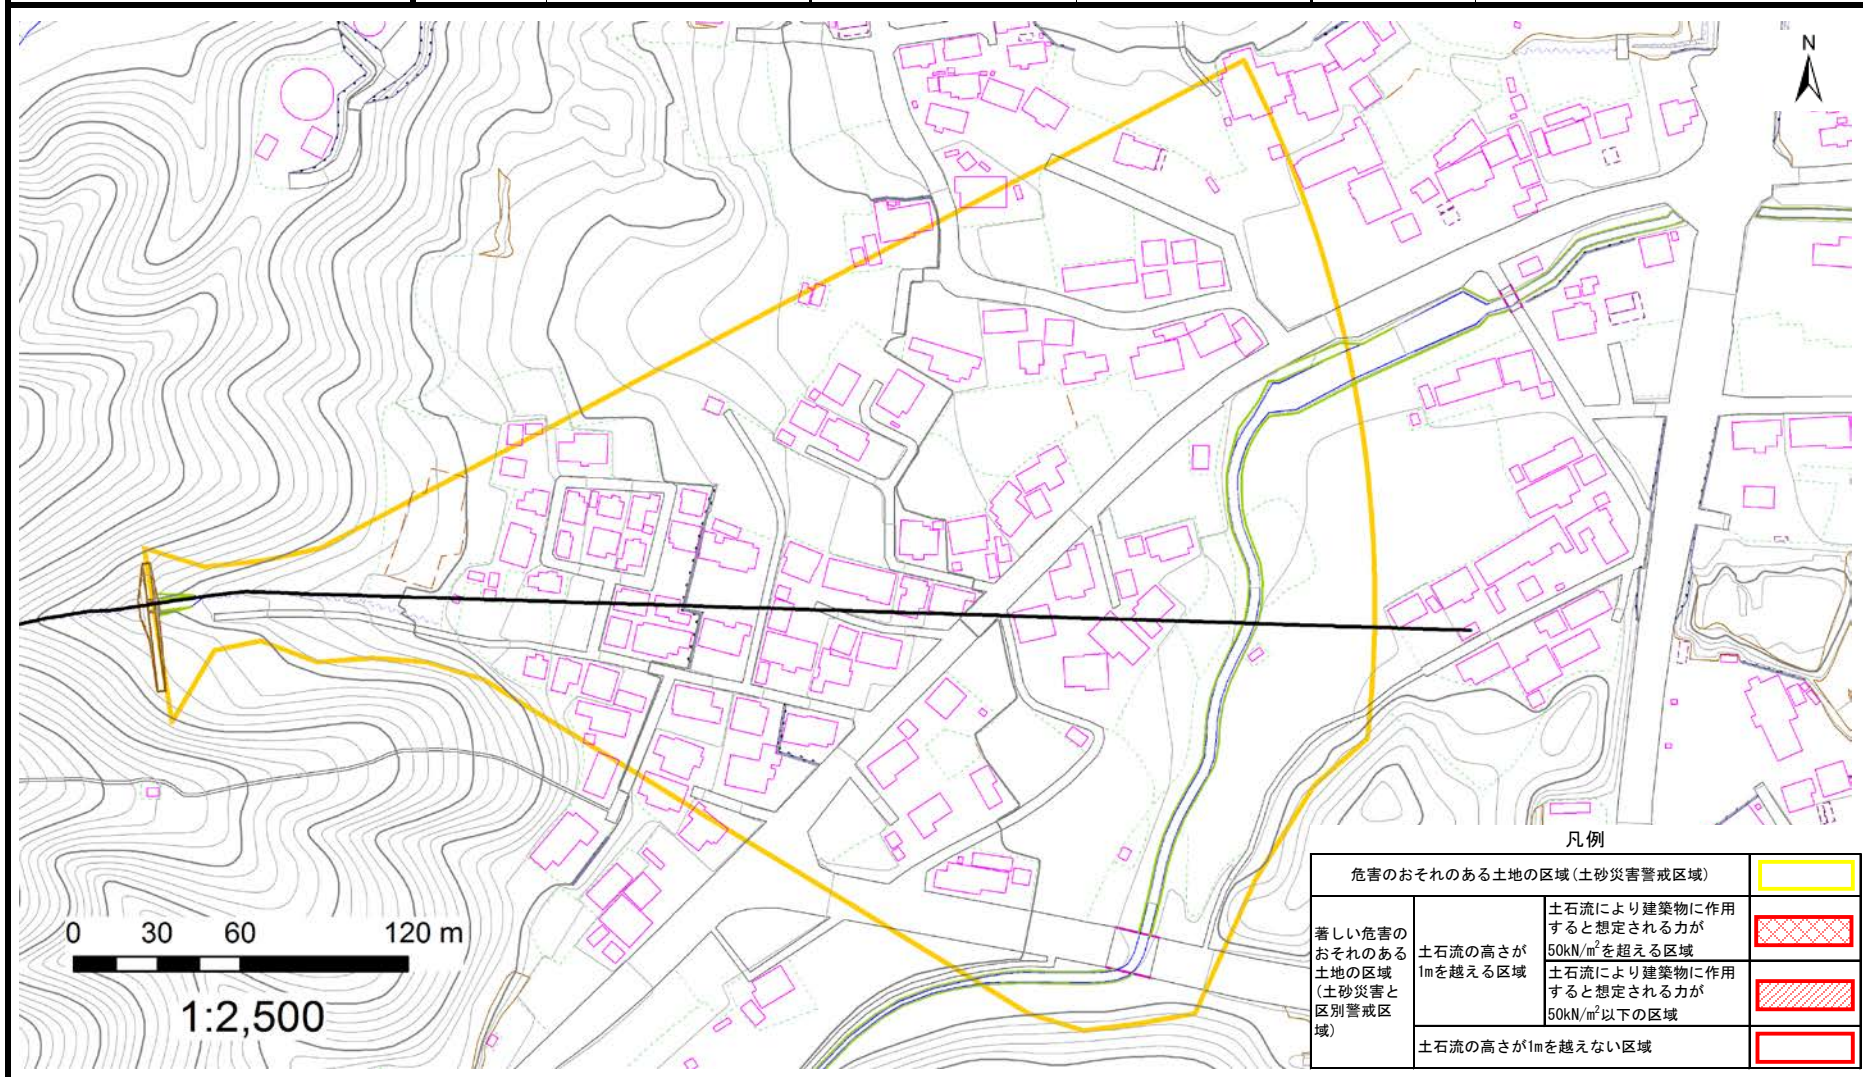 N
0 30 60 120 m
1:2,500
凡例
危害のおそれのある土地の区域(土砂災害警戒区域)
著しい危害の
おそれのある
土地の区域
(土砂災害と
区別警戒区
域)
土石流の高さが
1mを越える区域
土石流により建築物に作用
すると想定される力が
50kN/m²を超える区域
土石流により建築物に作用
すると想定される力が
50kN/m²以下の区域
土石流の高さが1mを越えない区域